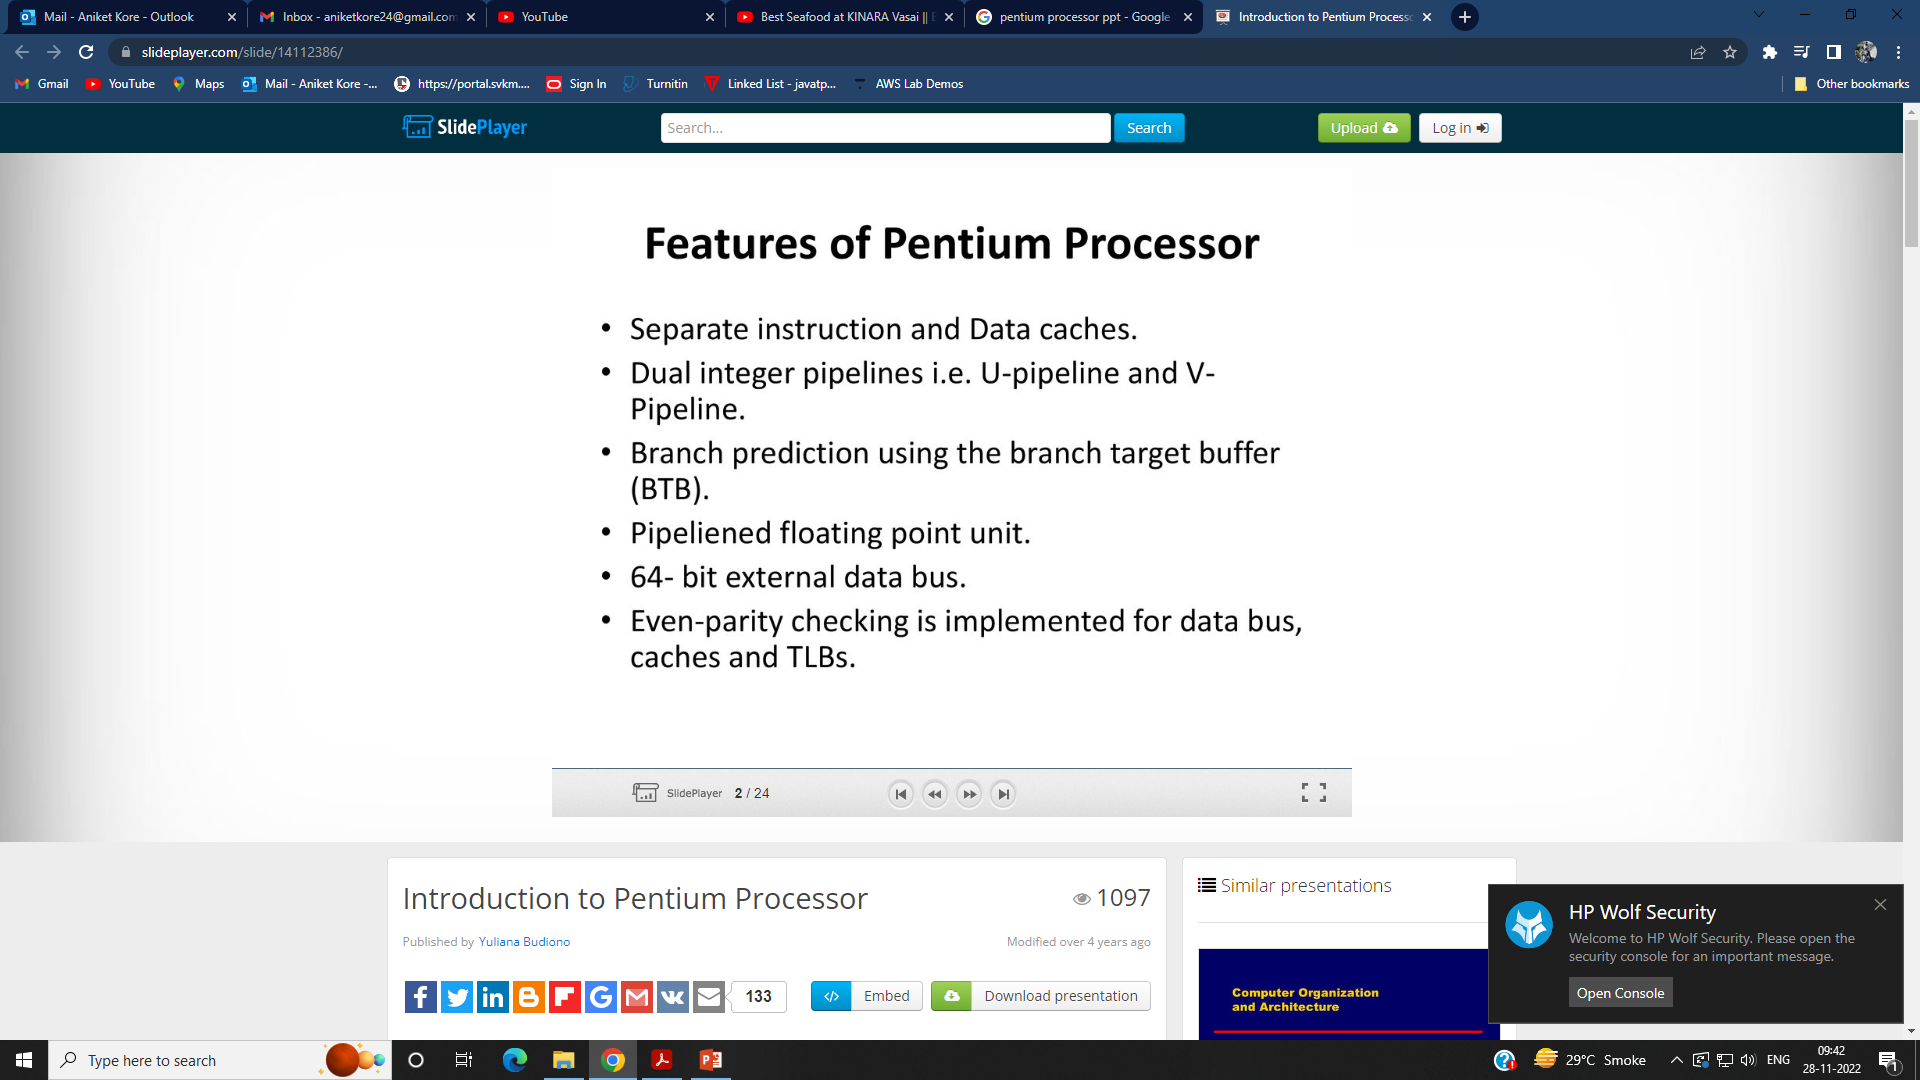 Mail - Aniket Kore - Outlook
Inbox - aniketkore24@gmail.com
YouTube
Best Seafood at KINARA Vasai ||
pentium processor ppt - Google
Introduction to Pentium Processo
slideplayer.com/slide/14112386/
Gmail
YouTube
Maps
Mail - Aniket Kore -...
https://portal.svkm....
Sign In
Turnitin
Linked List - javatp...
AWS Lab Demos
Other bookmarks
SlidePlayer
Search...
Search
Upload
Log in
Features of Pentium Processor
• Separate instruction and Data caches.
• Dual integer pipelines i.e. U-pipeline and V-
Pipeline.
• Branch prediction using the branch target buffer
(BTB).
• Pipeliened floating point unit.
• 64- bit external data bus.
• Even-parity checking is implemented for data bus,
caches and TLBs.
SlidePlayer 2 / 24
Introduction to Pentium Processor
1097
Published by Yuliana Budiono
Modified over 4 years ago
133
Embed
Download presentation
Similar presentations
Computer Organization
and Architecture
HP Wolf Security
Welcome to HP Wolf Security. Please open the
security console for an important message.
Open Console
Type here to search
29°C Smoke
ENG
09:42
28-11-2022
1